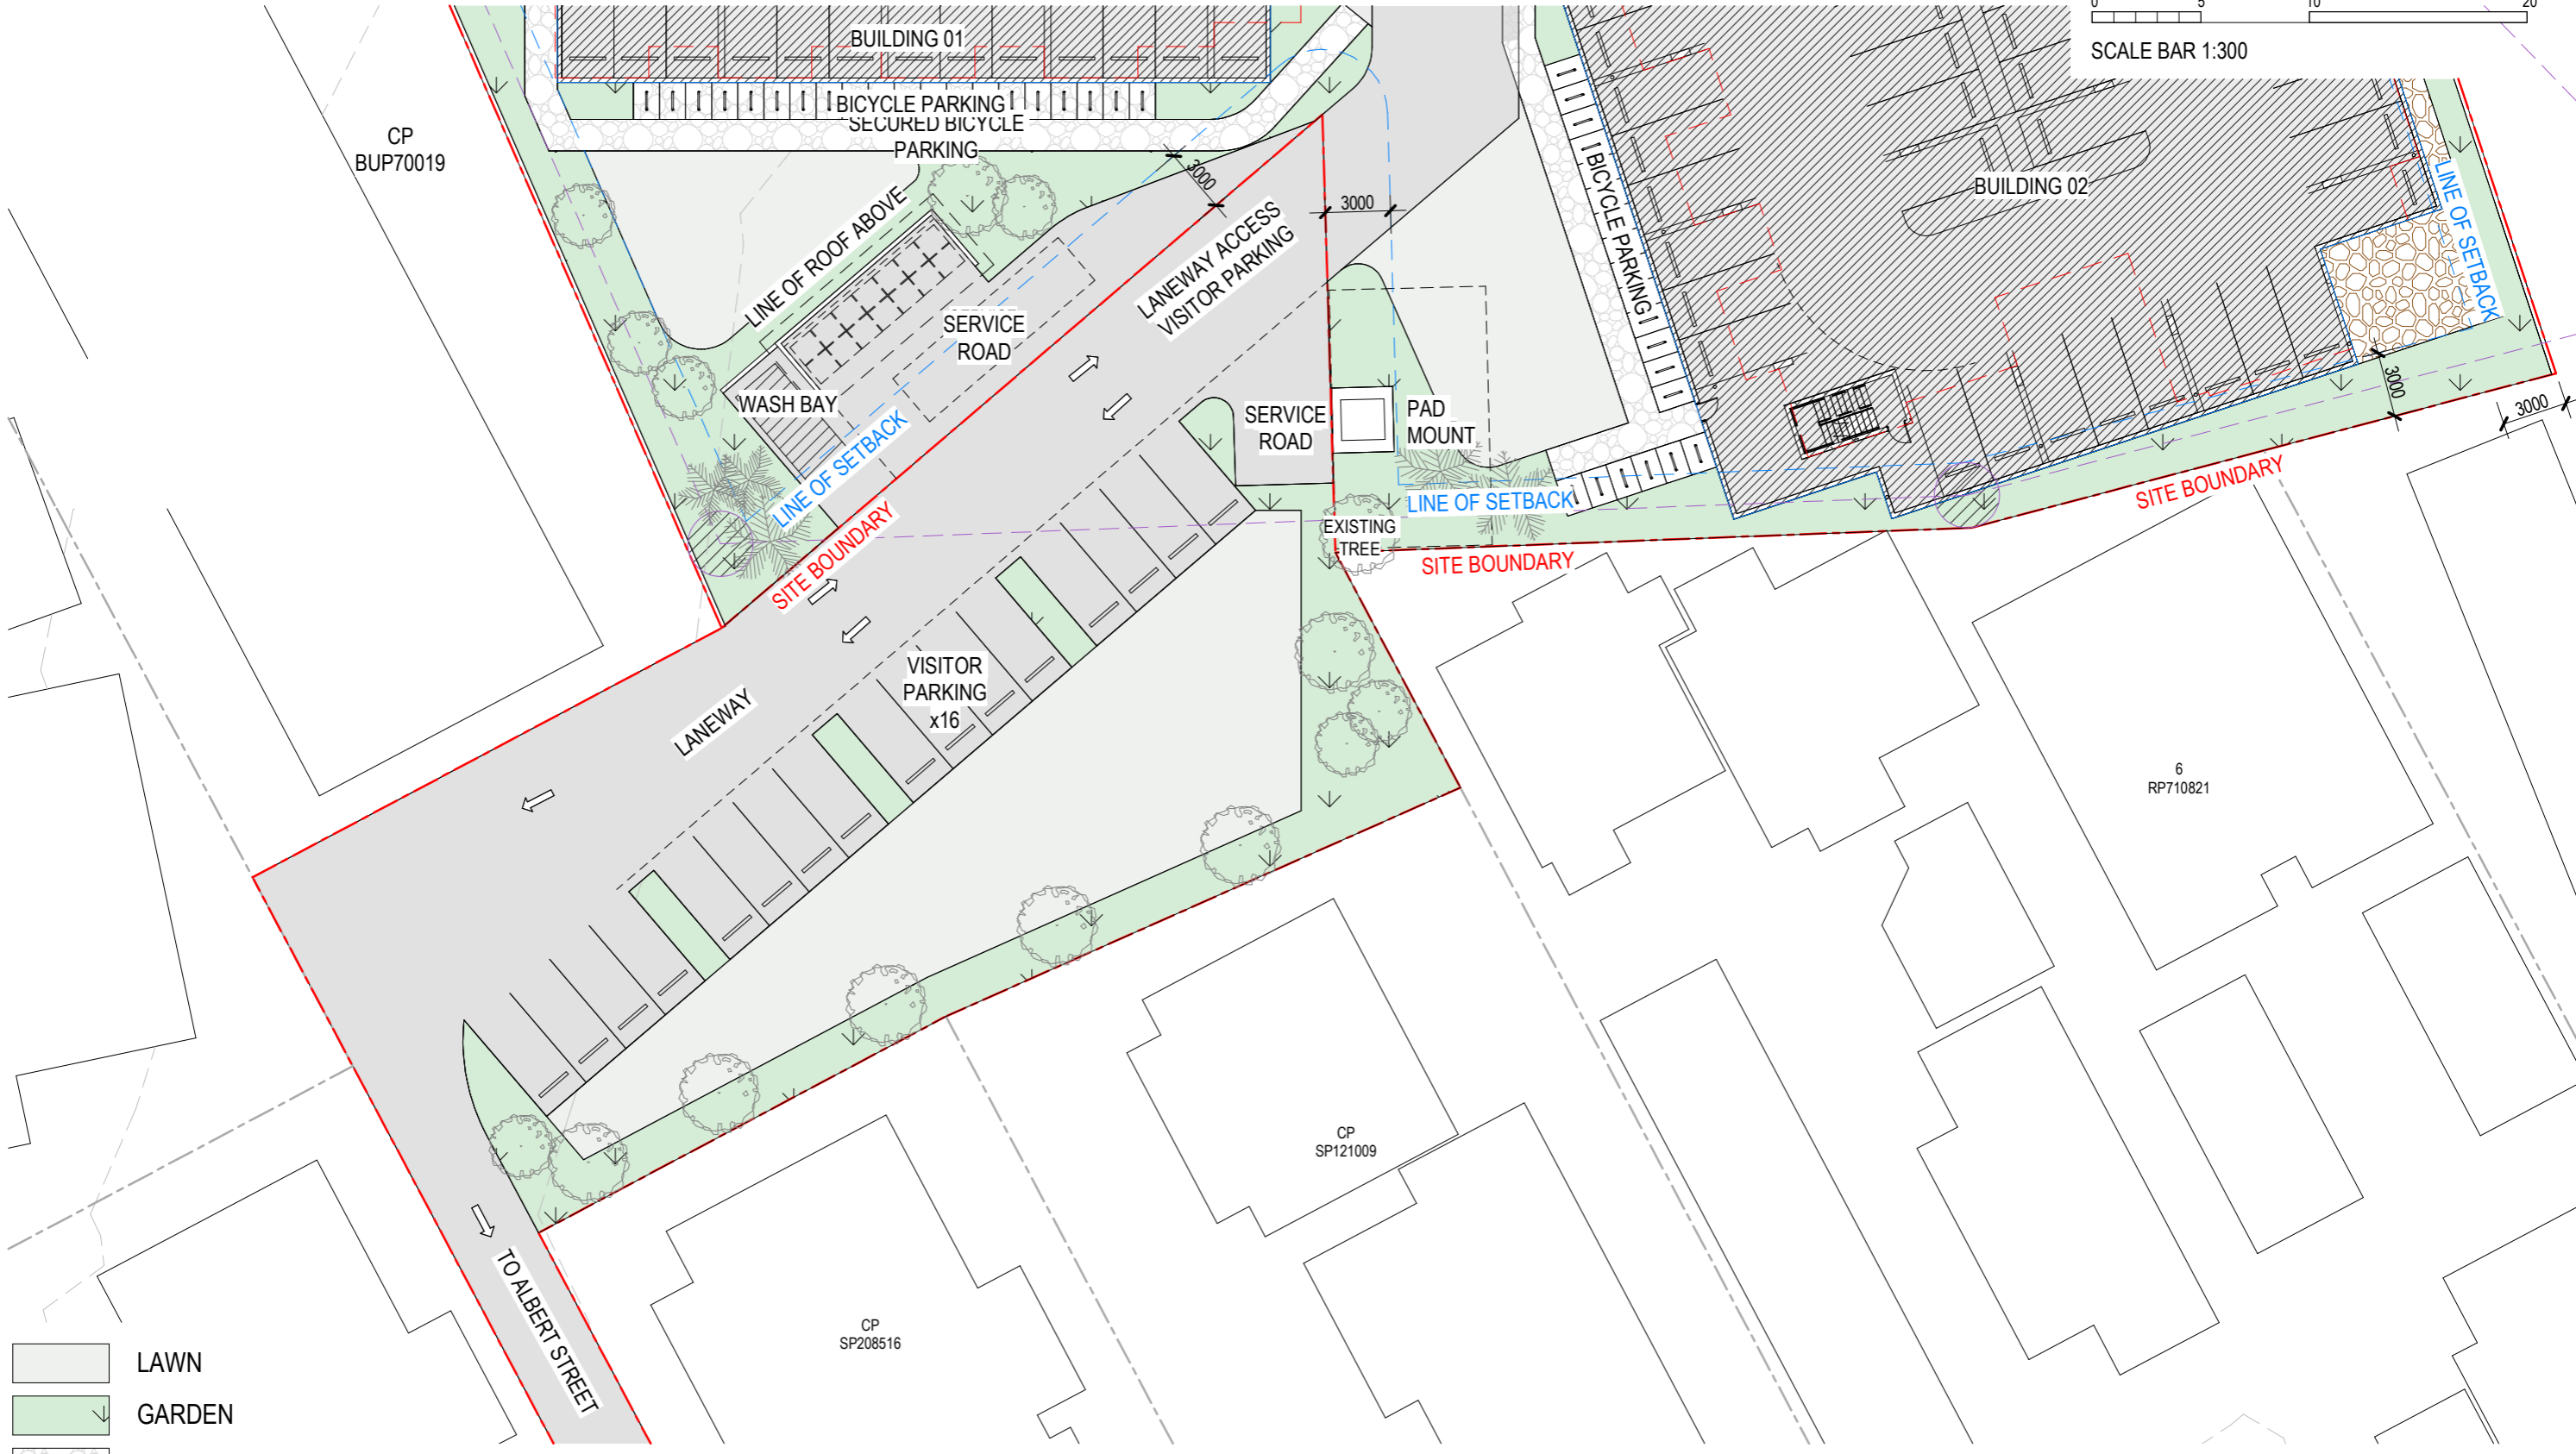 0 5 10 20
SCALE BAR 1:300
BUILDING 01
BICYCLE PARKING
SECURED BICYCLE
PARKING
CP
BUP70019
3000
3000
LINE OF ROOF ABOVE
LANEWAY ACCESS
VISITOR PARKING
BICYCLE PARKING
BUILDING 02
LINE OF SETBACK
SERVICE
ROAD
WASH BAY
LINE OF SETBACK
SITE BOUNDARY
SERVICE
ROAD
PAD
MOUNT
3000
3000
LINE OF SETBACK
SITE BOUNDARY
EXISTING
TREE
SITE BOUNDARY
VISITOR
PARKING
x16
LANEWAY
6
RP710821
CP
SP121009
CP
SP208516
TO ALBERT STREET
LAWN
GARDEN